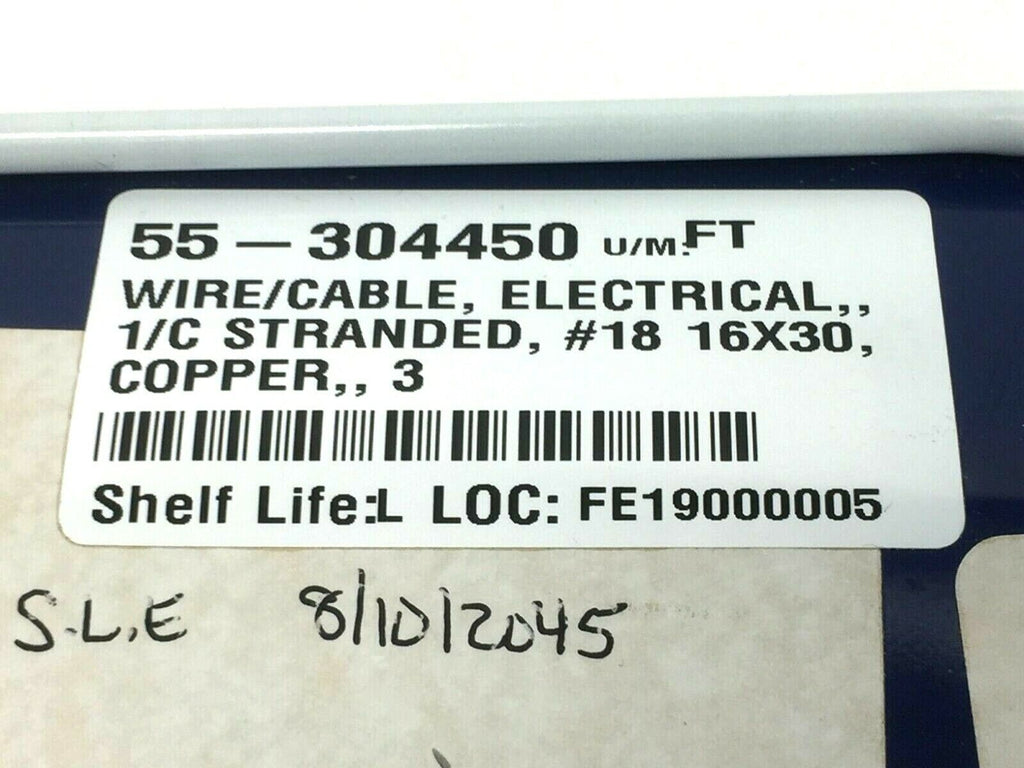 55 — 304450 U/M: FT
WIRE/CABLE, ELECTRICAL,,
1/C STRANDED, #18 16X30,
COPPER,, 3
Shelf Life:L LOC: FE19000005
S.L.E 8/10/2045